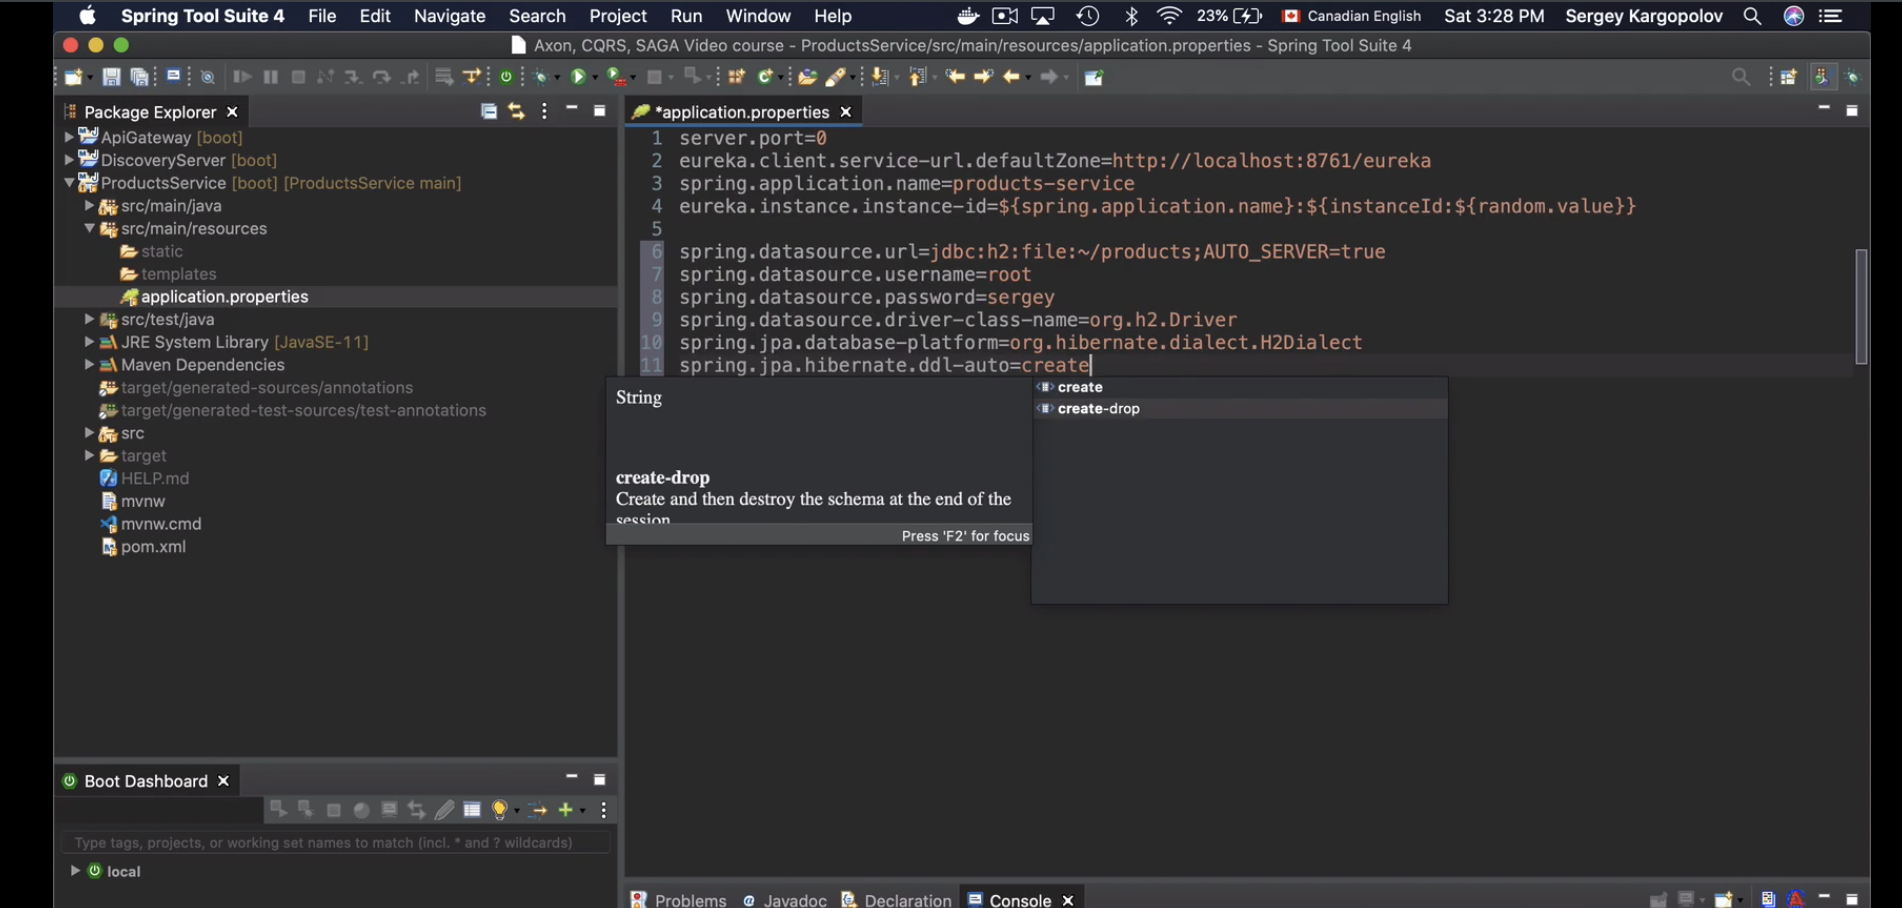 Spring Tool Suite 4 File Edit Navigate Search Project Run Window Help 23% Canadian English Sat 3:28 PM Sergey Kargopolov
Axon, CQRS, SAGA Video course - ProductsService/src/main/resources/application.properties - Spring Tool Suite 4
Package Explorer
ApiGateway [boot]
DiscoveryServer [boot]
ProductsService [boot] [ProductsService main]
src/main/java
src/main/resources
static
templates
application.properties
src/test/java
JRE System Library [JavaSE-11]
Maven Dependencies
target/generated-sources/annotations
target/generated-test-sources/test-annotations
src
target
HELP.md
mvnw
mvnw.cmd
pom.xml
*application.properties
1 server.port=0
2 eureka.client.service-url.defaultZone=http://localhost:8761/eureka
3 spring.application.name=products-service
4 eureka.instance.instance-id=${spring.application.name}:${instanceId:${random.value}}
5
6 spring.datasource.url=jdbc:h2:file:~/products;AUTO_SERVER=true
7 spring.datasource.username=root
8 spring.datasource.password=sergey
9 spring.datasource.driver-class-name=org.h2.Driver
10 spring.jpa.database-platform=org.hibernate.dialect.H2Dialect
11 spring.jpa.hibernate.ddl-auto=create
String
create-drop
Create and then destroy the schema at the end of the
session
Press 'F2' for focus
create
create-drop
Boot Dashboard
Type tags, projects, or working set names to match (incl. * and ? wildcards)
local
Problems @ Javadoc Declaration Console